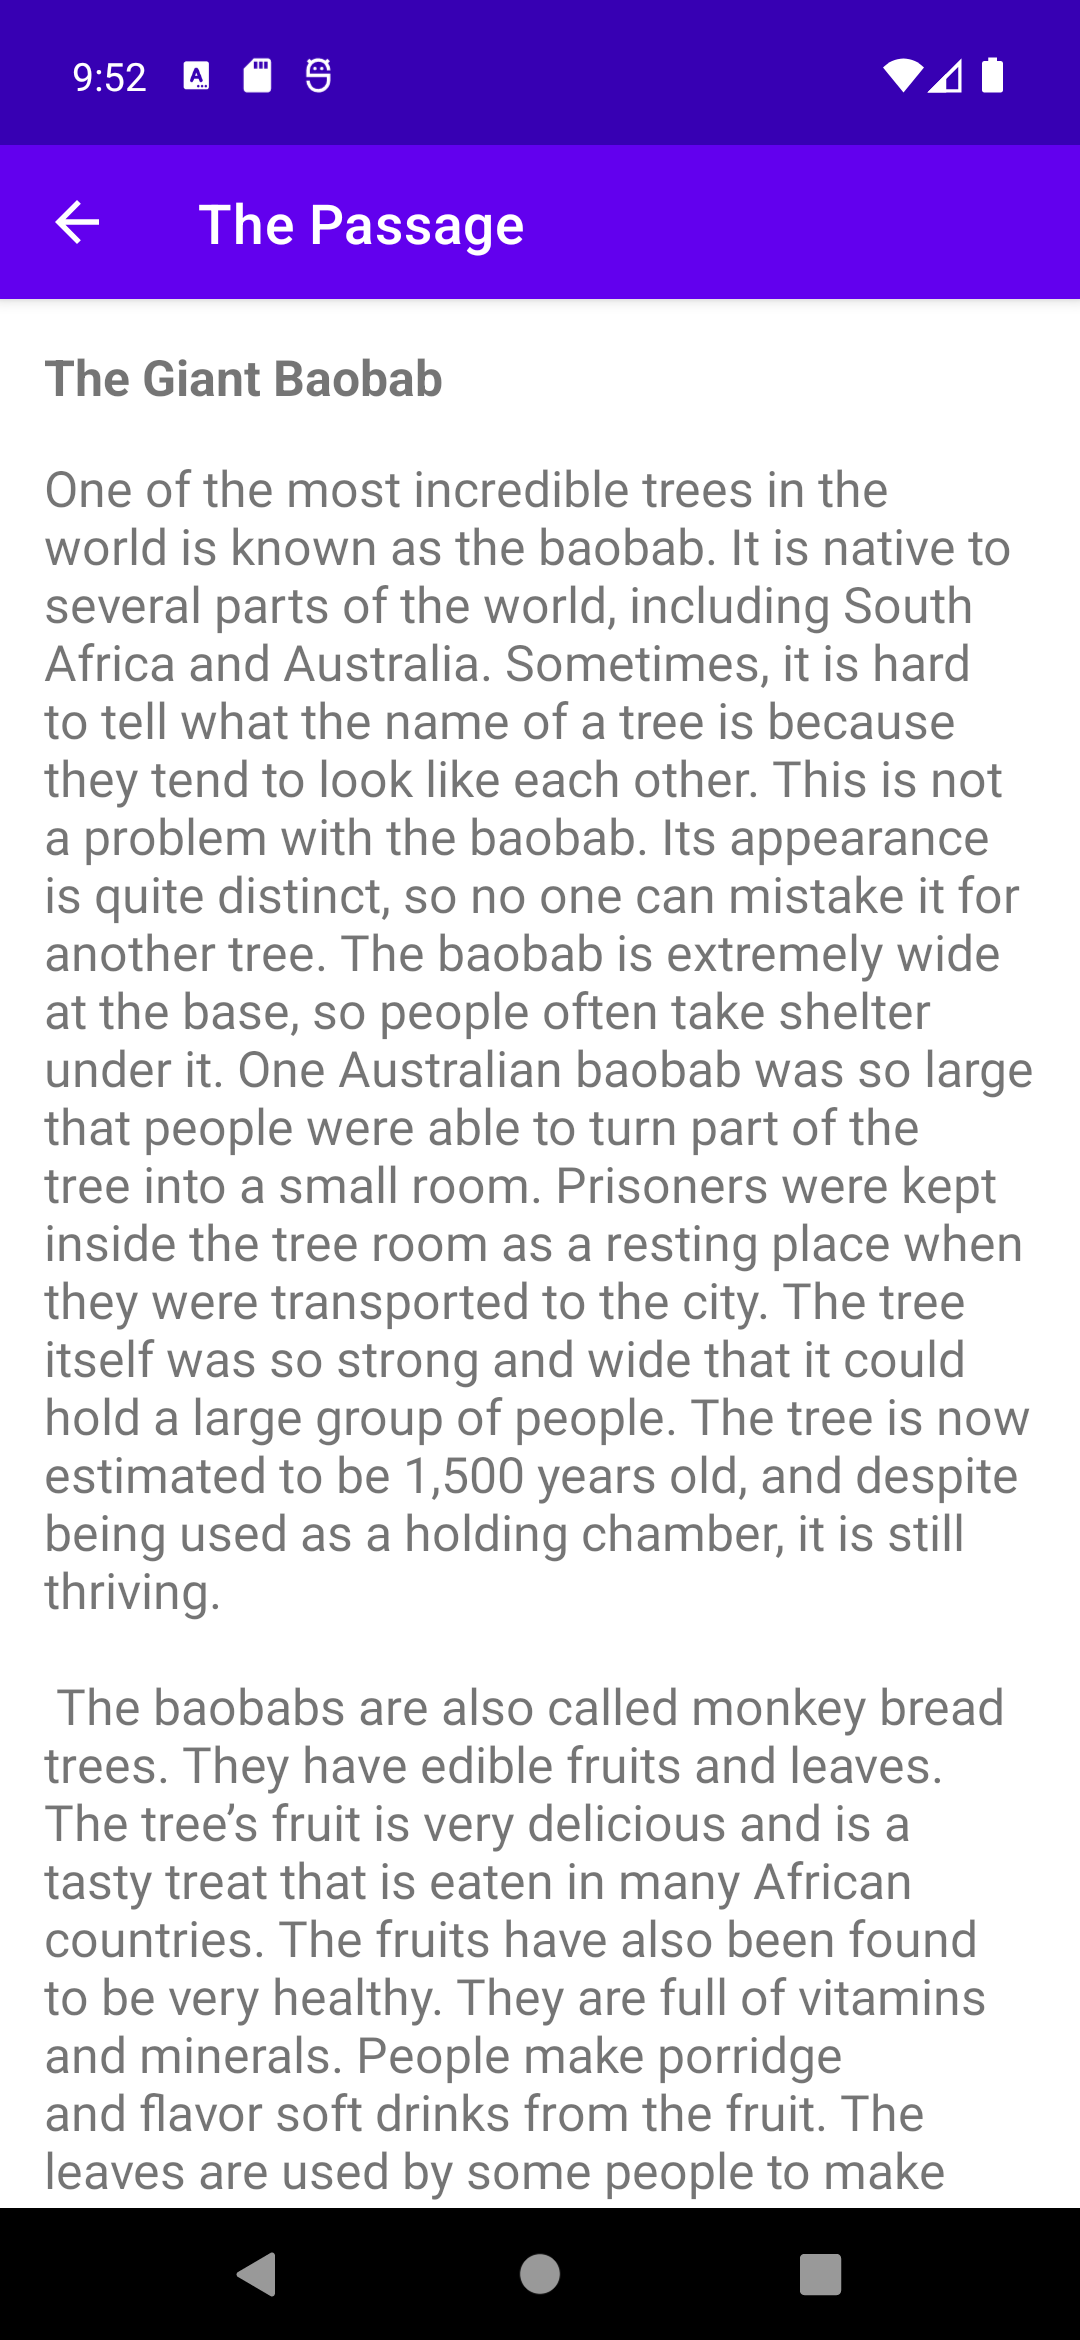 9:52
The Passage
The Giant Baobab
One of the most incredible trees in the
world is known as the baobab. It is native to
several parts of the world, including South
Africa and Australia. Sometimes, it is hard
to tell what the name of a tree is because
they tend to look like each other. This is not
a problem with the baobab. Its appearance
is quite distinct, so no one can mistake it for
another tree. The baobab is extremely wide
at the base, so people often take shelter
under it. One Australian baobab was so large
that people were able to turn part of the
tree into a small room. Prisoners were kept
inside the tree room as a resting place when
they were transported to the city. The tree
itself was so strong and wide that it could
hold a large group of people. The tree is now
estimated to be 1,500 years old, and despite
being used as a holding chamber, it is still
thriving.
The baobabs are also called monkey bread
trees. They have edible fruits and leaves.
The tree’s fruit is very delicious and is a
tasty treat that is eaten in many African
countries. The fruits have also been found
to be very healthy. They are full of vitamins
and minerals. People make porridge
and flavor soft drinks from the fruit. The
leaves are used by some people to make